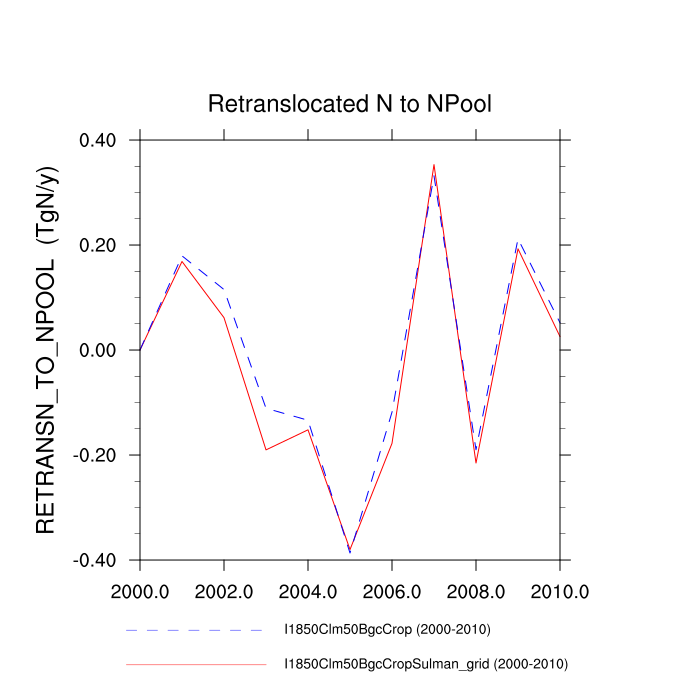 Retranslocated N to NPool
RETRANSN_TO_NPOOL (TgN/y)
0.40
0.20
0.00
-0.20
-0.40
2000.0 2002.0 2004.0 2006.0 2008.0 2010.0
I1850Clm50BgcCrop (2000-2010)
I1850Clm50BgcCropSulman_grid (2000-2010)